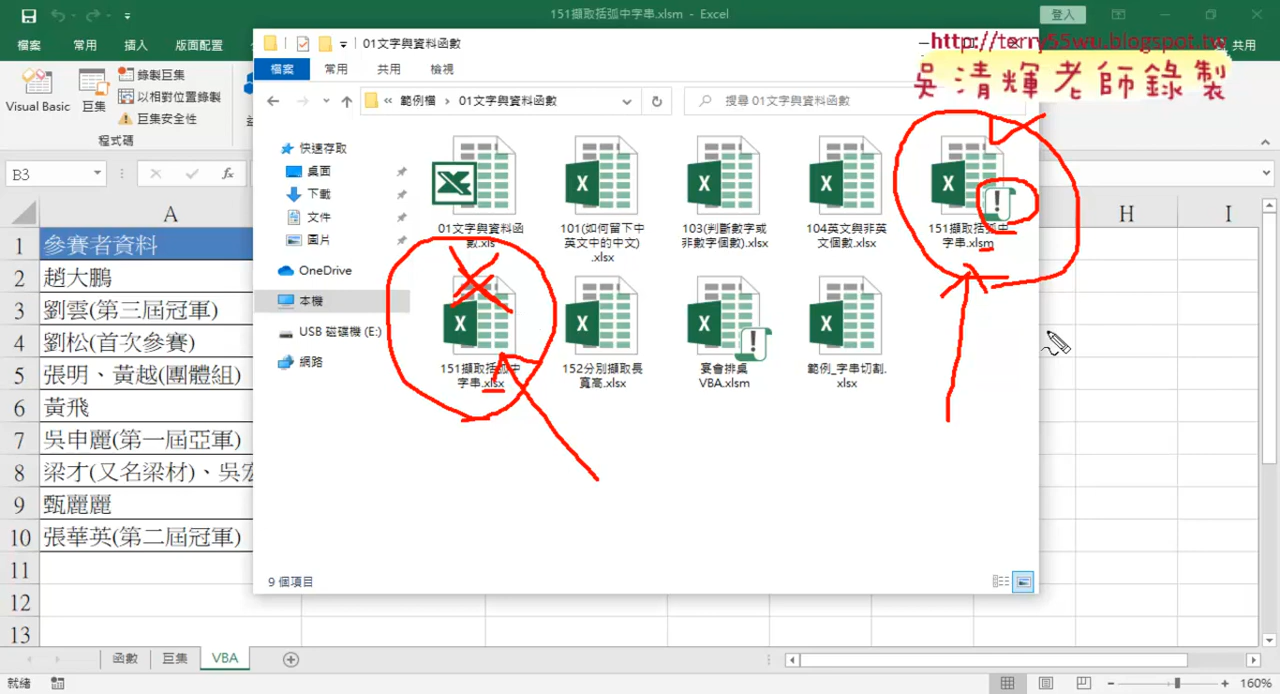 151擷取括弧中字串.xlsm - Excel
登入
檔案
常用
插入
版面配置
共用
http://terry55wu.blogspot.tw
吳清輝老師錄製
Visual Basic
巨集
錄製巨集
以相對位置錄製
巨集安全性
程式碼
B3
fx
01文字與資料函數
檔案
常用
共用
檢視
« 範例檔 › 01文字與資料函數
搜尋 01文字與資料函數
快速存取
桌面
下載
文件
圖片
OneDrive
本機
USB 磁碟機 (E:)
網路
01文字與資料函
數.xls
101(如何留下中
英文中的中文)
.xlsx
103(判斷數字或
非數字個數).xlsx
104英文與非英
文個數.xlsx
151擷取括弧中
字串.xlsm
151擷取括弧中
字串.xlsx
152分別擷取長
寬高.xlsx
宴會排桌
VBA.xlsm
範例_字串切割.
xlsx
9 個項目
A
H
I
1 參賽者資料
2 趙大鵬
3 劉雲(第三屆冠軍)
4 劉松(首次參賽)
5 張明、黃越(團體組)
6 黃飛
7 吳申麗(第一屆亞軍)
8 梁才(又名梁材)、吳宏
9 甄麗麗
10 張華英(第二屆冠軍)
11
12
13
函數
巨集
VBA
就緒
160%